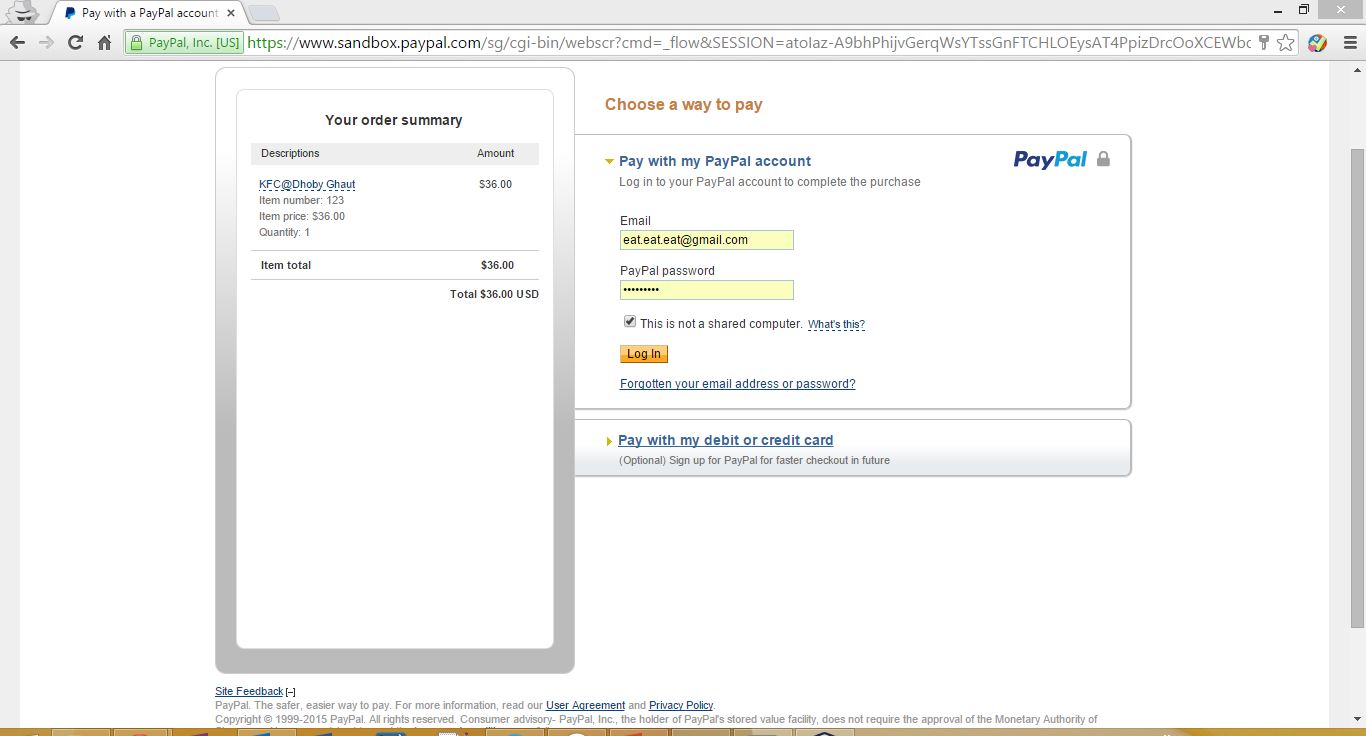 Pay with a PayPal account
PayPal, Inc. [US] https://www.sandbox.paypal.com/sg/cgi-bin/webscr?cmd=_flow&SESSION=atoIaz-A9bhPhijvGerqWsYTssGnFTCHLOEysAT4PpizDrcOoXCEWbc
Your order summary
Descriptions Amount
KFC@Dhoby Ghaut $36.00
Item number: 123
Item price: $36.00
Quantity: 1
Item total $36.00
Total $36.00 USD
Choose a way to pay
Pay with my PayPal account PayPal
Log in to your PayPal account to complete the purchase
Email
eat.eat.eat@gmail.com
PayPal password
•••••••••
This is not a shared computer. What's this?
Log In
Forgotten your email address or password?
Pay with my debit or credit card
(Optional) Sign up for PayPal for faster checkout in future
Site Feedback [–]
PayPal. The safer, easier way to pay. For more information, read our User Agreement and Privacy Policy.
Copyright © 1999-2015 PayPal. All rights reserved. Consumer advisory- PayPal, Inc., the holder of PayPal's stored value facility, does not require the approval of the Monetary Authority of